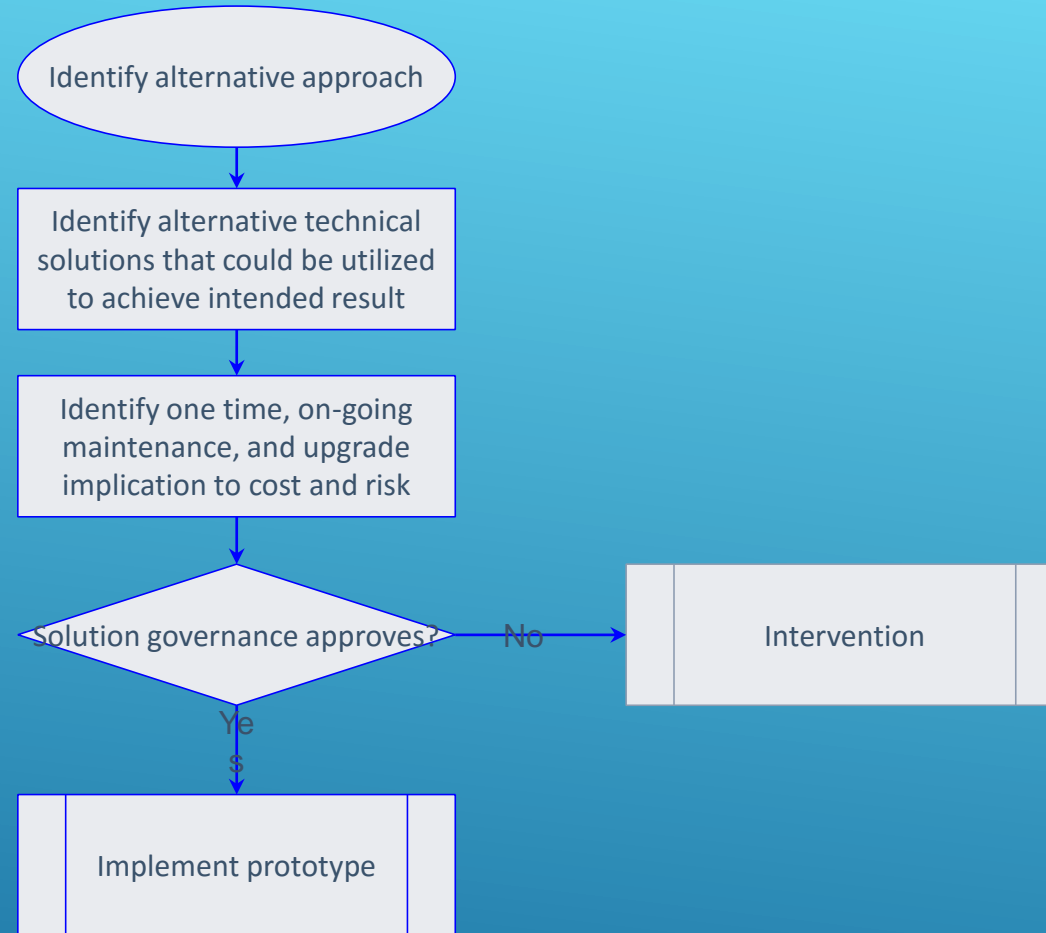 Identify alternative approach
Identify alternative technical
solutions that could be utilized
to achieve intended result
Identify one time, on-going
maintenance, and upgrade
implication to cost and risk
Solution governance approves?
No
Intervention
Ye
s
Implement prototype